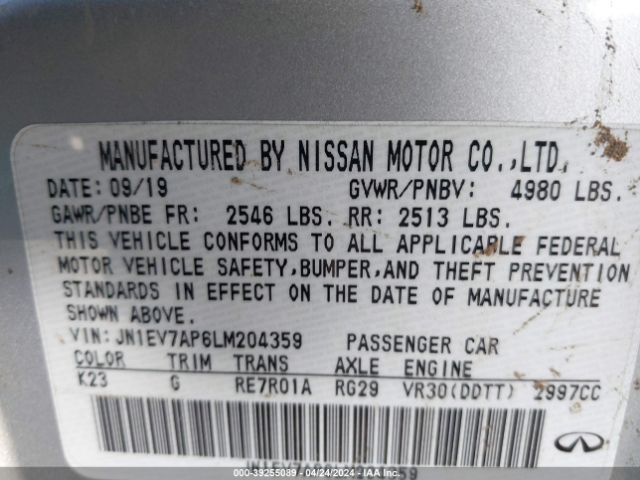 MANUFACTURED BY NISSAN MOTOR CO.,LTD.
DATE: 09/19 GVWR/PNBV: 4980 LBS.
GAWR/PNBE FR: 2546 LBS. RR: 2513 LBS.
THIS VEHICLE CONFORMS TO ALL APPLICABLE FEDERAL
MOTOR VEHICLE SAFETY,BUMPER,AND THEFT PREVENTION
STANDARDS IN EFFECT ON THE DATE OF MANUFACTURE
SHOWN ABOVE.
VIN:JN1EV7AP6LM204359 PASSENGER CAR
COLOR TRIM TRANS AXLE ENGINE
K23 G RE7R01A RG29 VR30(DDTT) 2997CC
INFINITI
000-39255089 - 04/24/2024 - IAA, Inc.